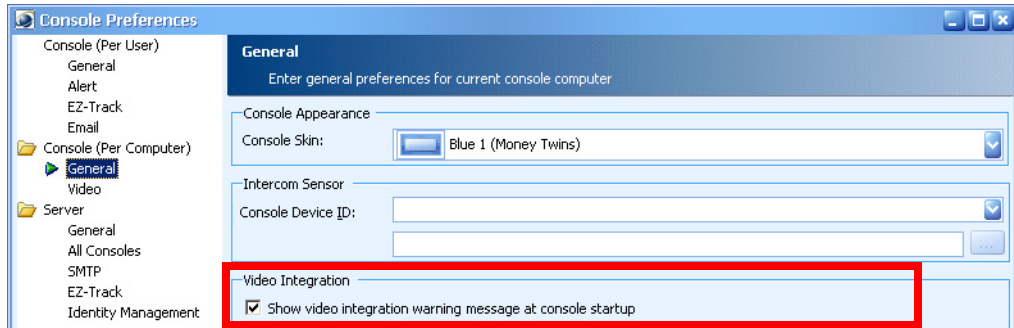 Console Preferences
Console (Per User)
General
Alert
EZ-Track
Email
Console (Per Computer)
General
Video
Server
General
All Consoles
SMTP
EZ-Track
Identity Management
General
Enter general preferences for current console computer
Console Appearance
Console Skin:
Blue 1 (Money Twins)
Intercom Sensor
Console Device ID:
...
Video Integration
Show video integration warning message at console startup